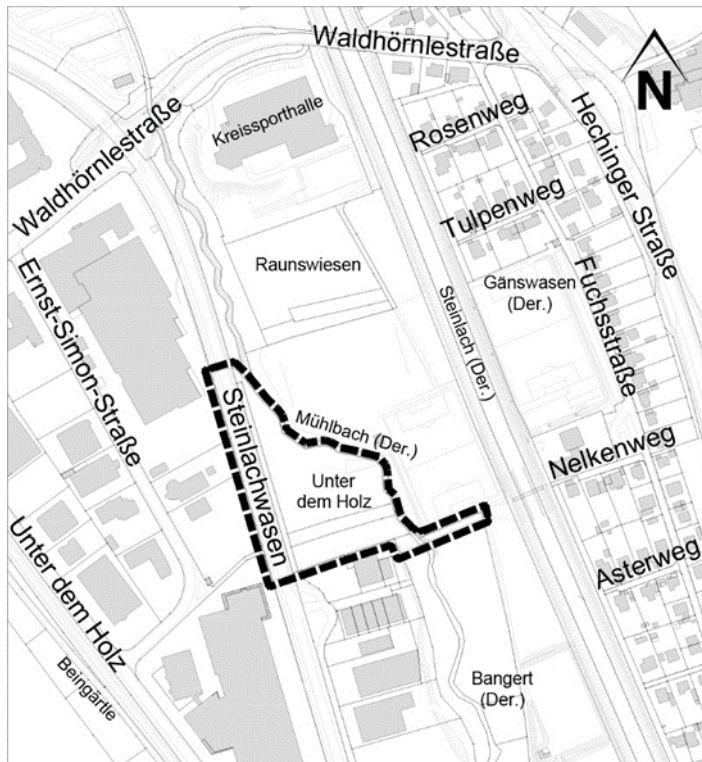 Waldhörnlestraße
N
Kreissporthalle
Rosenweg
Hechinger Straße
Waldhörnlestraße
Tulpenweg
Raunswiesen
Gänswasen
(Der.)
Fuchsstraße
Steinlach (Der.)
Ernst-Simon-Straße
Steinlachwasen
Mühlbach (Der.)
Nelkenweg
Unter
dem Holz
Unter dem Holz
Asterweg
Beingärtle
Bangert
(Der.)